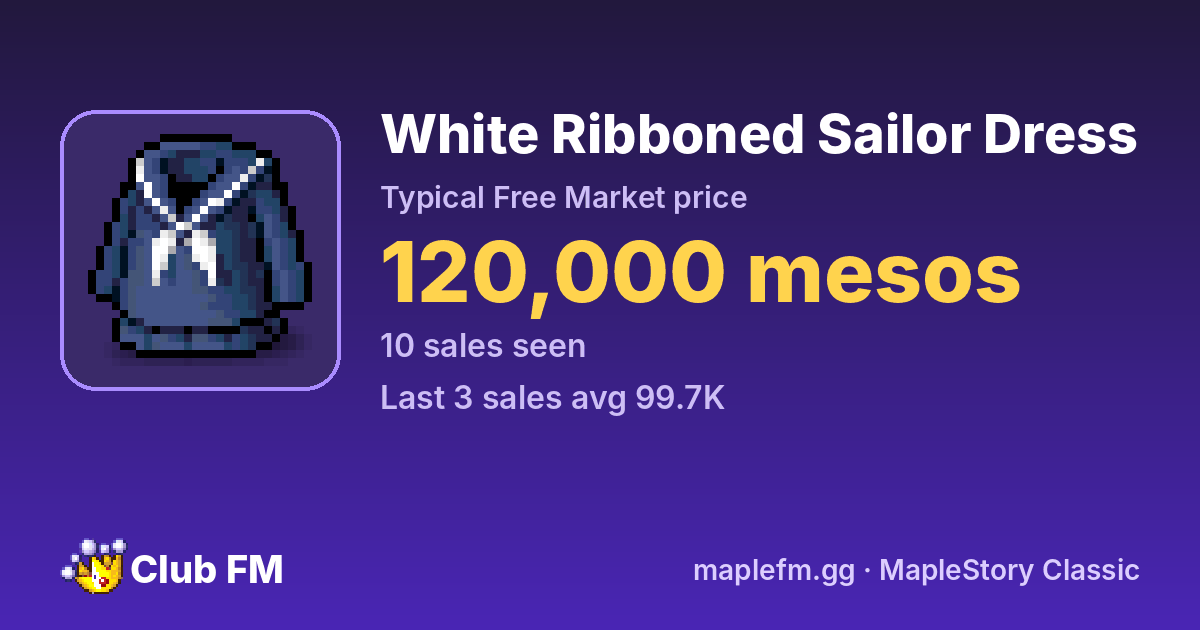 White Ribboned Sailor Dress
Typical Free Market price
120,000 mesos
10 sales seen
Last 3 sales avg 99.7K
Club FM
maplefm.gg · MapleStory Classic